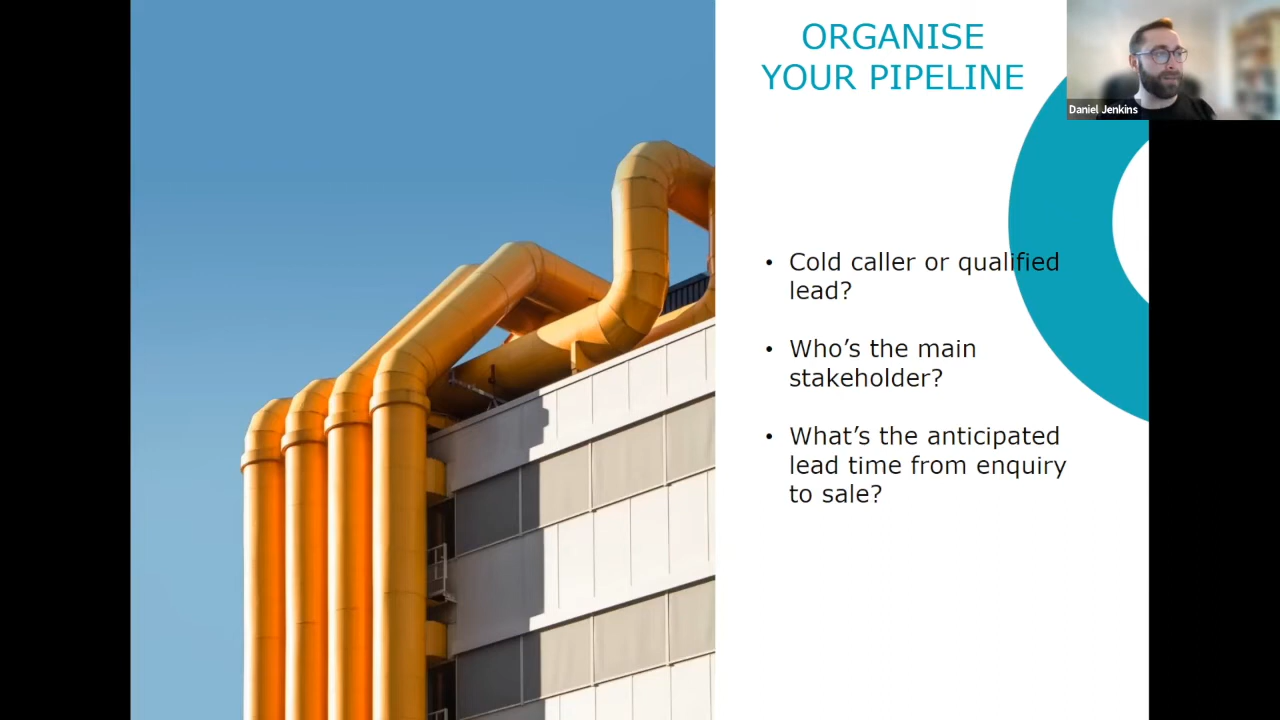 ORGANISE
YOUR PIPELINE
Daniel Jenkins
• Cold caller or qualified
lead?
• Who’s the main
stakeholder?
• What’s the anticipated
lead time from enquiry
to sale?